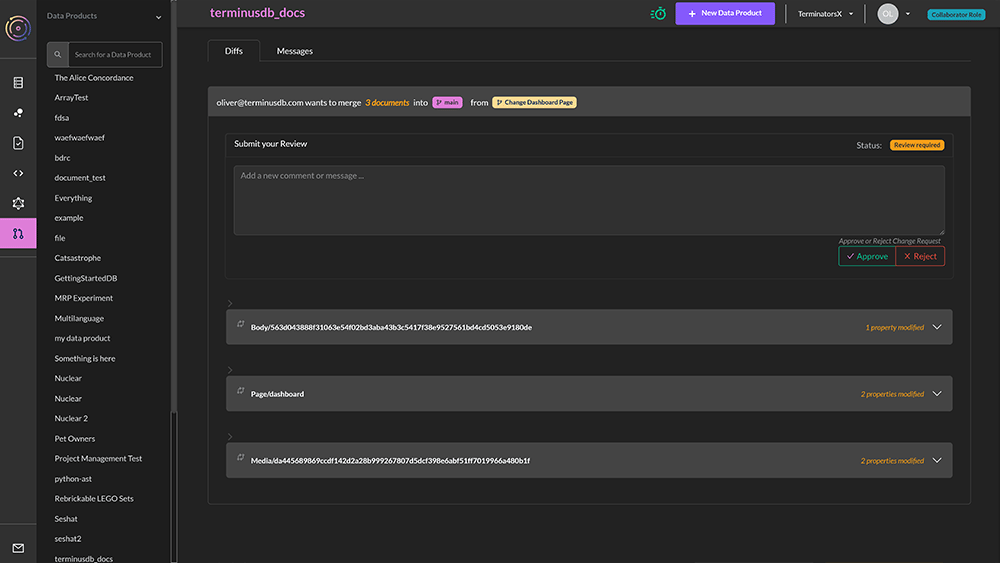 Data Products
terminusdb_docs
New Data Product
TerminatorsX
OL
Collaborator Role
Search for a Data Product
The Alice Concordance
ArrayTest
fdsa
waefwaefwaef
bdrc
document_test
Everything
example
file
Catsastrophe
GettingStartedDB
MRP Experiment
Multilanguage
my data product
Something is here
Nuclear
Nuclear
Nuclear 2
Pet Owners
Project Management Test
python-ast
Rebrickable LEGO Sets
Seshat
seshat2
terminusdb_docs
Diffs
Messages
oliver@terminusdb.com wants to merge 3 documents into main from Change Dashboard Page
Submit your Review
Status: Review required
Add a new comment or message ...
Approve or Reject Change Request
Approve
Reject
Body/563d043888f31063e54f02bd3aba43b3c5417f38e9527561bd4cd5053e9180de
1 property modified
Page/dashboard
2 properties modified
Media/da445689869ccdf142d2a28b999267807d5dcf398e6abf51ff7019966a480b1f
2 properties modified